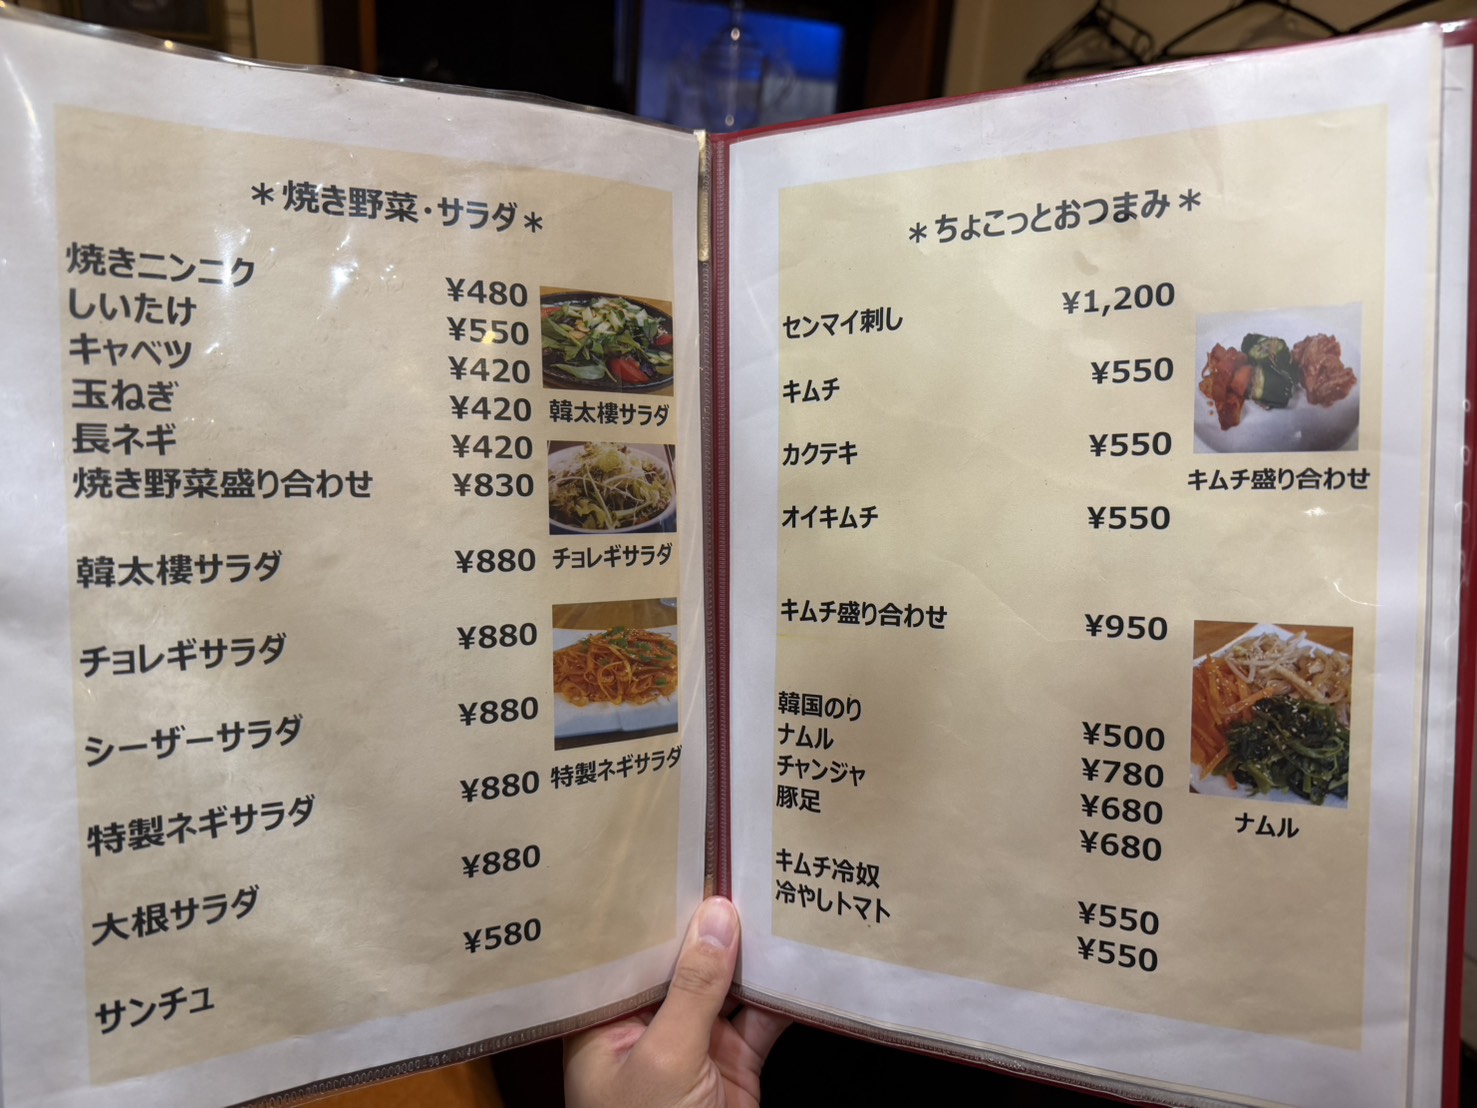 ＊焼き野菜・サラダ＊
焼きニンニク ¥480
しいたけ ¥550
キャベツ ¥420
玉ねぎ ¥420
長ネギ ¥420
焼き野菜盛り合わせ ¥830
韓太樓サラダ ¥880
チョレギサラダ ¥880
シーザーサラダ ¥880
特製ネギサラダ ¥880
大根サラダ ¥880
サンチュ ¥580
韓太樓サラダ
チョレギサラダ
特製ネギサラダ
＊ちょこっとおつまみ＊
センマイ刺し ¥1,200
キムチ ¥550
カクテキ ¥550
オイキムチ ¥550
キムチ盛り合わせ ¥950
韓国のり ¥500
ナムル ¥780
チャンジャ ¥680
豚足 ¥680
キムチ冷奴 ¥550
冷やしトマト ¥550
キムチ盛り合わせ
ナムル